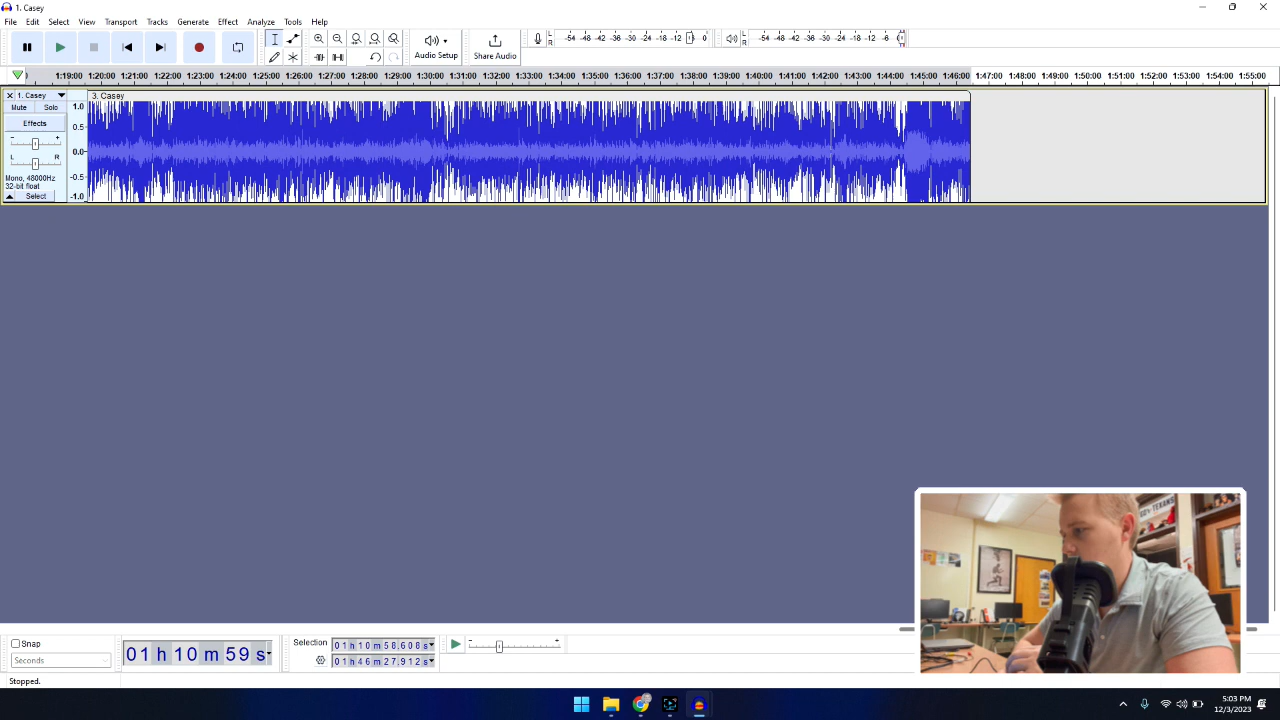 1. Casey
File Edit Select View Transport Tracks Generate Effect Analyze Tools Help
Audio Setup
Share Audio
L R -54 -48 -42 -36 -30 -24 -18 -12 0
L R -54 -48 -42 -36 -30 -24 -18 -12 -6
1:19:00 1:20:00 1:21:00 1:22:00 1:23:00 1:24:00 1:25:00 1:26:00 1:27:00 1:28:00 1:29:00 1:30:00 1:31:00 1:32:00 1:33:00 1:34:00 1:35:00 1:36:00 1:37:00 1:38:00 1:39:00 1:40:00 1:41:00 1:42:00 1:43:00 1:44:00 1:45:00 1:46:00 1:47:00 1:48:00 1:49:00 1:50:00 1:51:00 1:52:00 1:53:00 1:54:00 1:55:00
1. Casey
3. Casey
Mute Solo
Effects
- +
L R
Mono, 48000Hz
32-bit float
Select
1.0
0.5
0.0
-0.5
-1.0
Snap
Seconds
01 h 10 m 59 s
Selection
01 h 10 m 58.608 s
01 h 46 m 27.912 s
- +
Stopped.
5:03 PM
12/3/2023